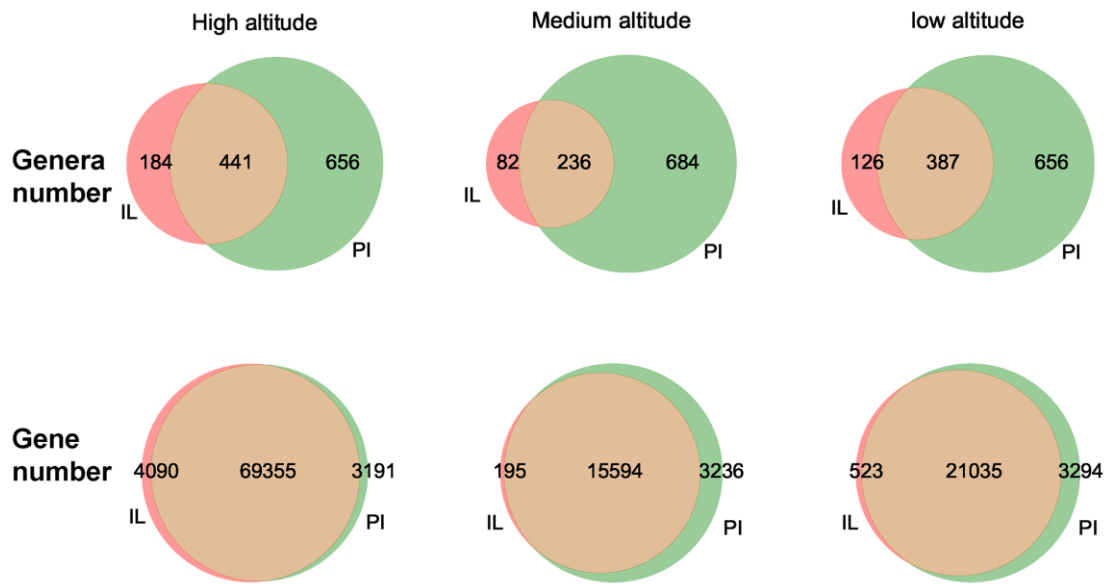 High altitude
Medium altitude
low altitude
Genera
number
184
441
656
IL
PI
82
236
684
IL
PI
126
387
656
IL
PI
Gene
number
4090
69355
3191
IL
PI
195
15594
3236
IL
PI
523
21035
3294
IL
PI